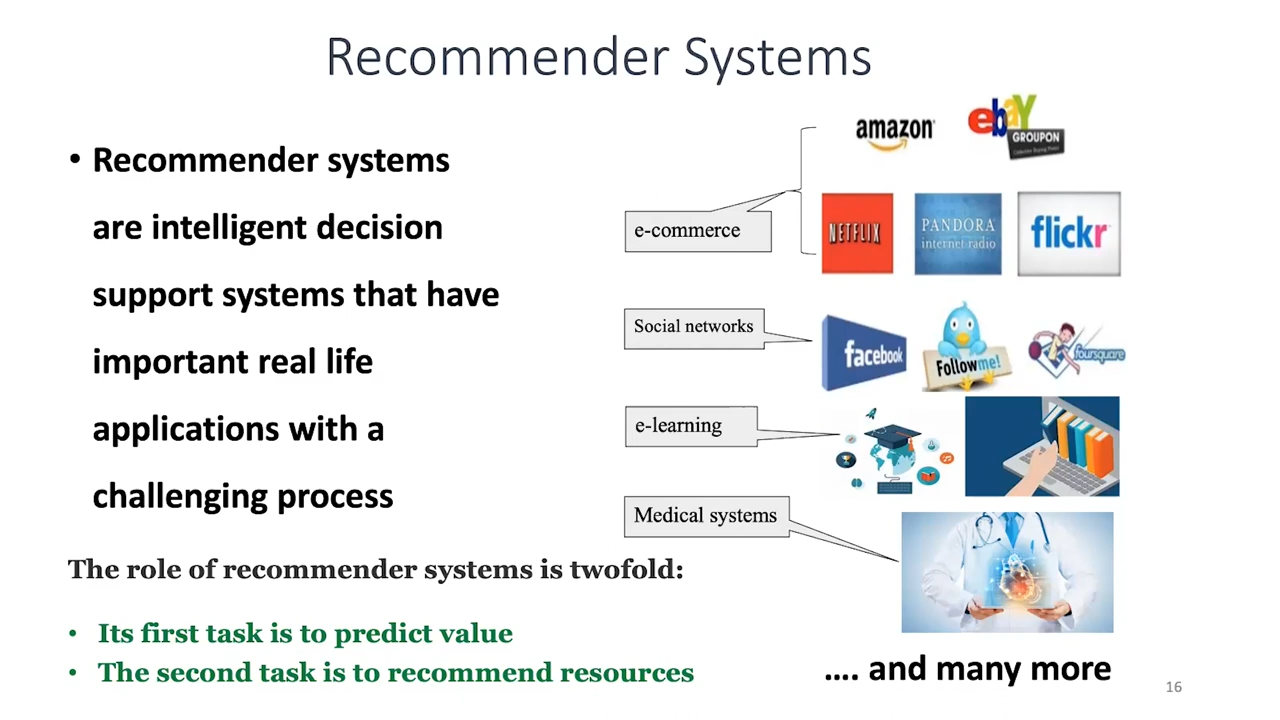 Recommender Systems
• Recommender systems
are intelligent decision
support systems that have
important real life
applications with a
challenging process
The role of recommender systems is twofold:
• Its first task is to predict value
• The second task is to recommend resources
e-commerce
amazon
ebay
GROUPON
NETFLIX
PANDORA
internet radio
flickr
Social networks
facebook
Follow me!
foursquare
e-learning
Medical systems
.... and many more
16